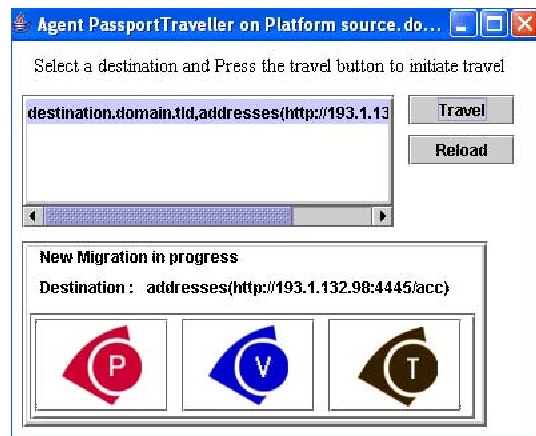 Agent PassportTraveller on Platform source.do...
Select a destination and Press the travel button to initiate travel
destination.domain.tld,addresses(http://193.1.13
Travel
Reload
New Migration in progress
Destination : addresses(http://193.1.132.98:4445/acc)
P V T